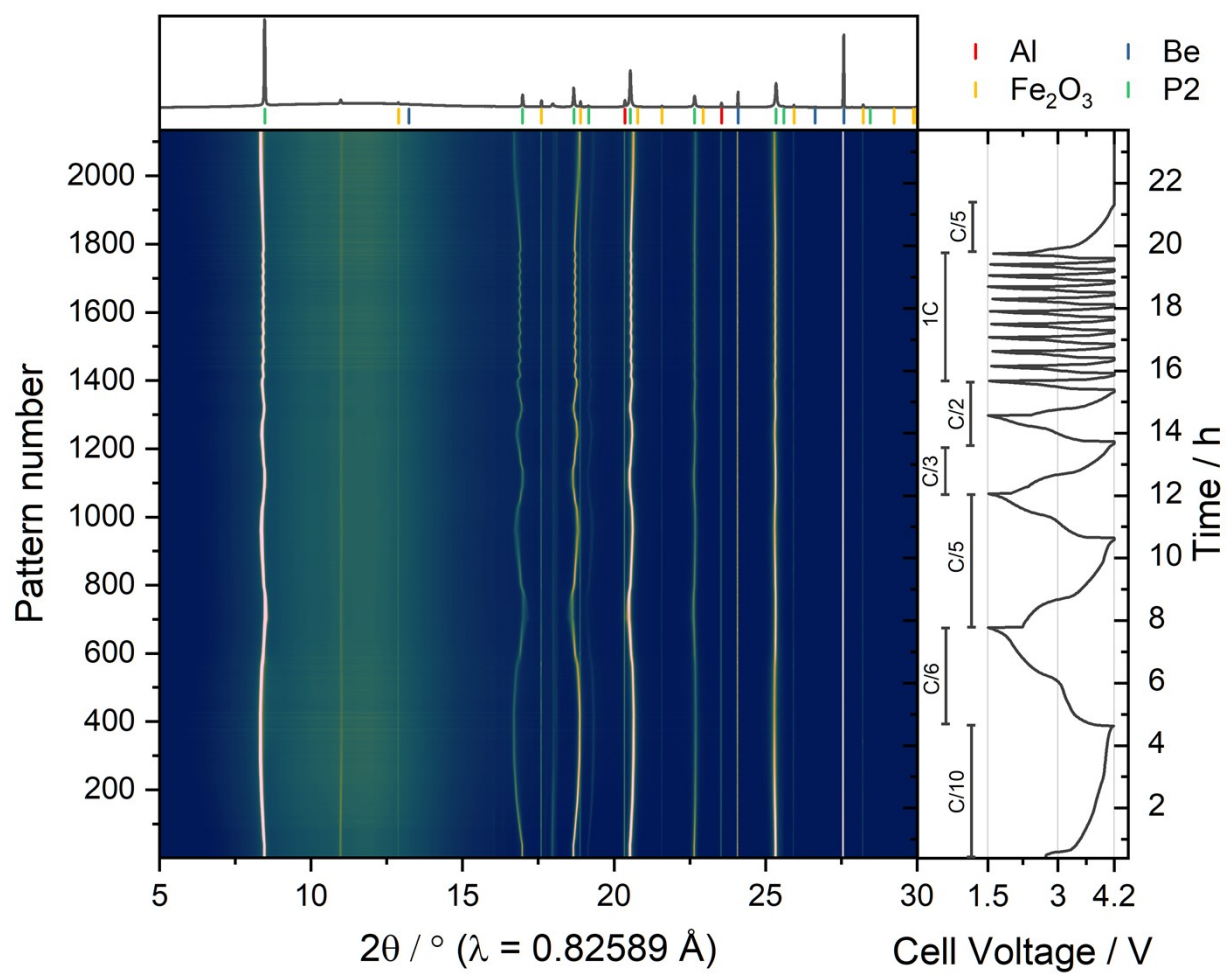 Al
Be
Fe₂O₃
P2
2000
1800
1600
1400
1200
1000
800
600
400
200
Pattern number
5
10
15
20
25
30
2θ / ° (λ = 0.82589 Å)
C/5
1C
C/2
C/3
C/5
C/6
C/10
22
20
18
16
14
12
10
8
6
4
2
Time / h
1.5
3
4.2
Cell Voltage / V